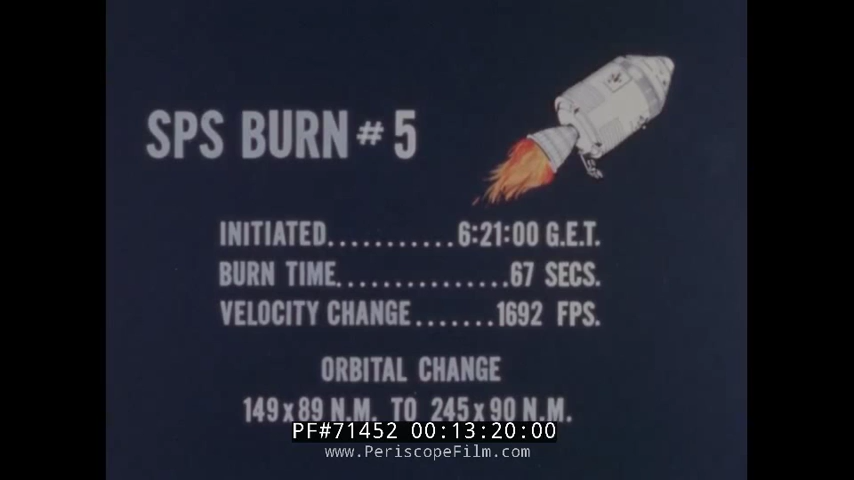 SPS BURN # 5
INITIATED...........6:21:00 G.E.T.
BURN TIME...............67 SECS.
VELOCITY CHANGE.......1692 FPS.
ORBITAL CHANGE
149 x 89 N.M. TO 245 x 90 N.M.
PF#71452 00:13:20:00
www.PeriscopeFilm.com